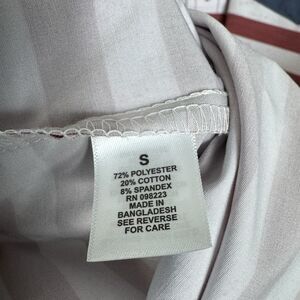 S
72% POLYESTER
20% COTTON
8% SPANDEX
RN 098223
MADE IN
BANGLADESH
SEE REVERSE
FOR CARE